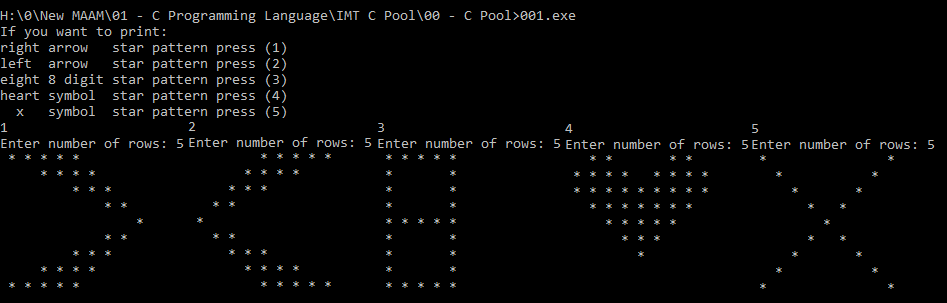 H:\0\New MAAM\01 - C Programming Language\IMT C Pool\00 - C Pool>001.exe
If you want to print:
right arrow   star pattern press (1)
left  arrow   star pattern press (2)
eight 8 digit star pattern press (3)
heart symbol  star pattern press (4)
  x   symbol  star pattern press (5)
1                      2                       3                       4                      5
Enter number of rows: 5 Enter number of rows: 5 Enter number of rows: 5 Enter number of rows: 5 Enter number of rows: 5
 * * * * *                      * * * * *       * * * * *                 * *       * *        *               *
     * * * *                  * * * *           *       *               * * * *   * * * *        *           *
         * * *              * * *               *       *               * * * * * * * * *          *       *
             * *          * *                   *       *                 * * * * * * *              *   *
                 *      *                       * * * * *                   * * * * *                  *
             * *          * *                   *       *                     * * *                  *   *
         * * *              * * *               *       *                       *                  *       *
     * * * *                  * * * *           *       *                                        *           *
 * * * * *                      * * * * *       * * * * *                                      *               *